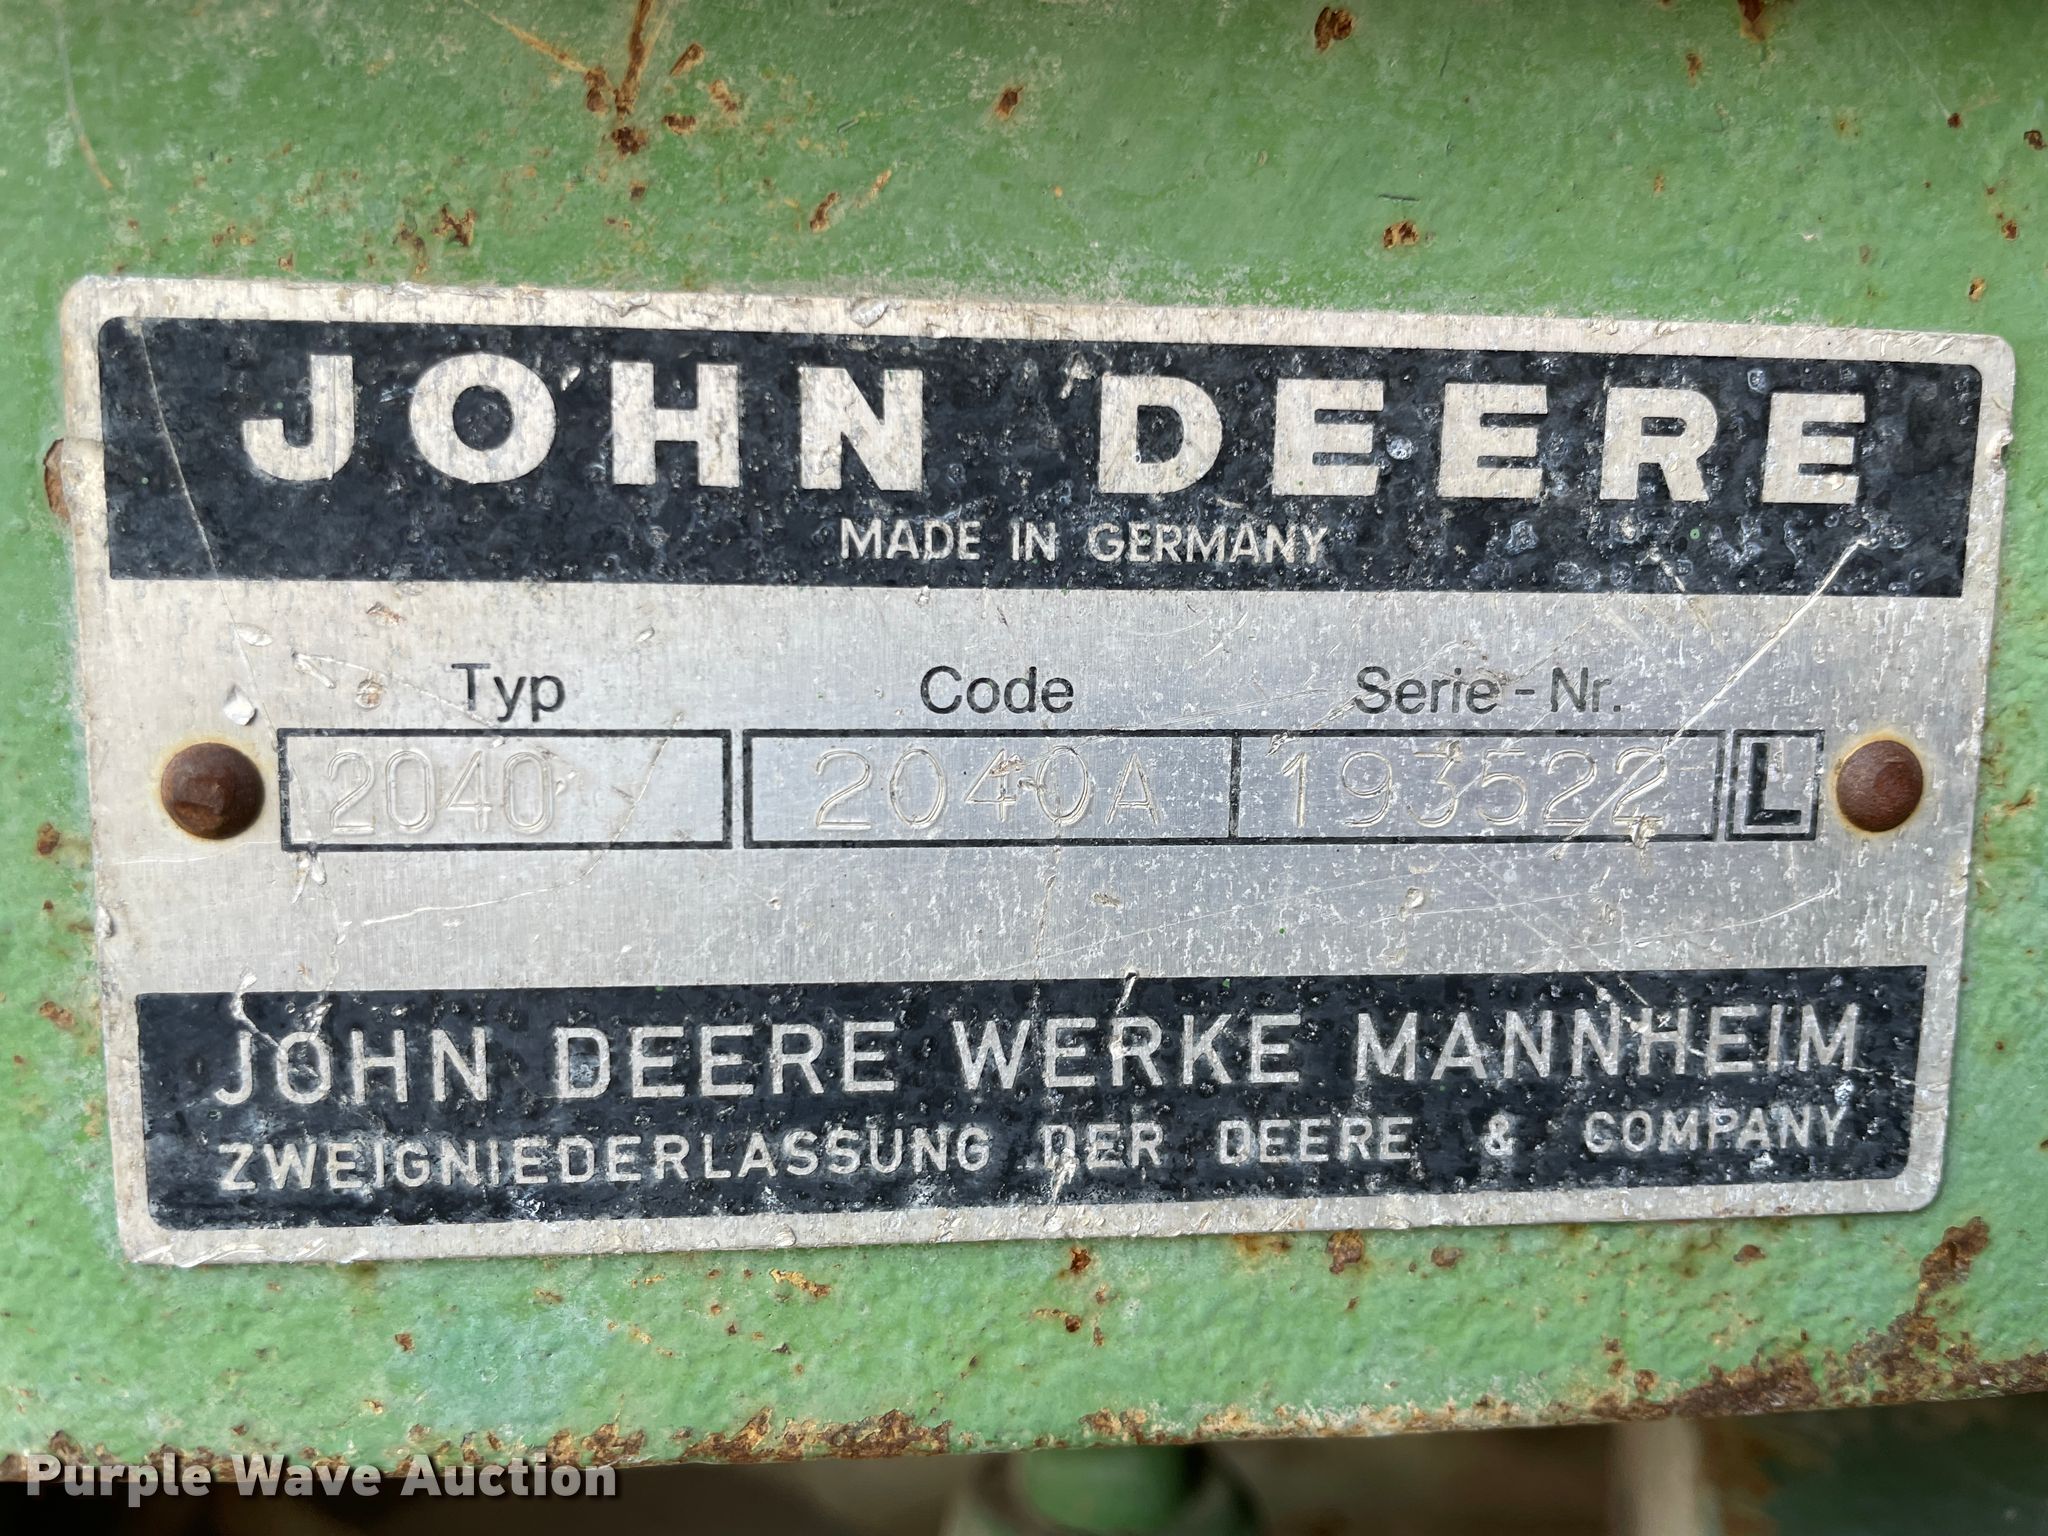 JOHN DEERE
MADE IN GERMANY
Typ Code Serie-Nr.
2040 2040A 193522 L
JOHN DEERE WERKE MANNHEIM
ZWEIGNIEDERLASSUNG DER DEERE & COMPANY
Purple Wave Auction